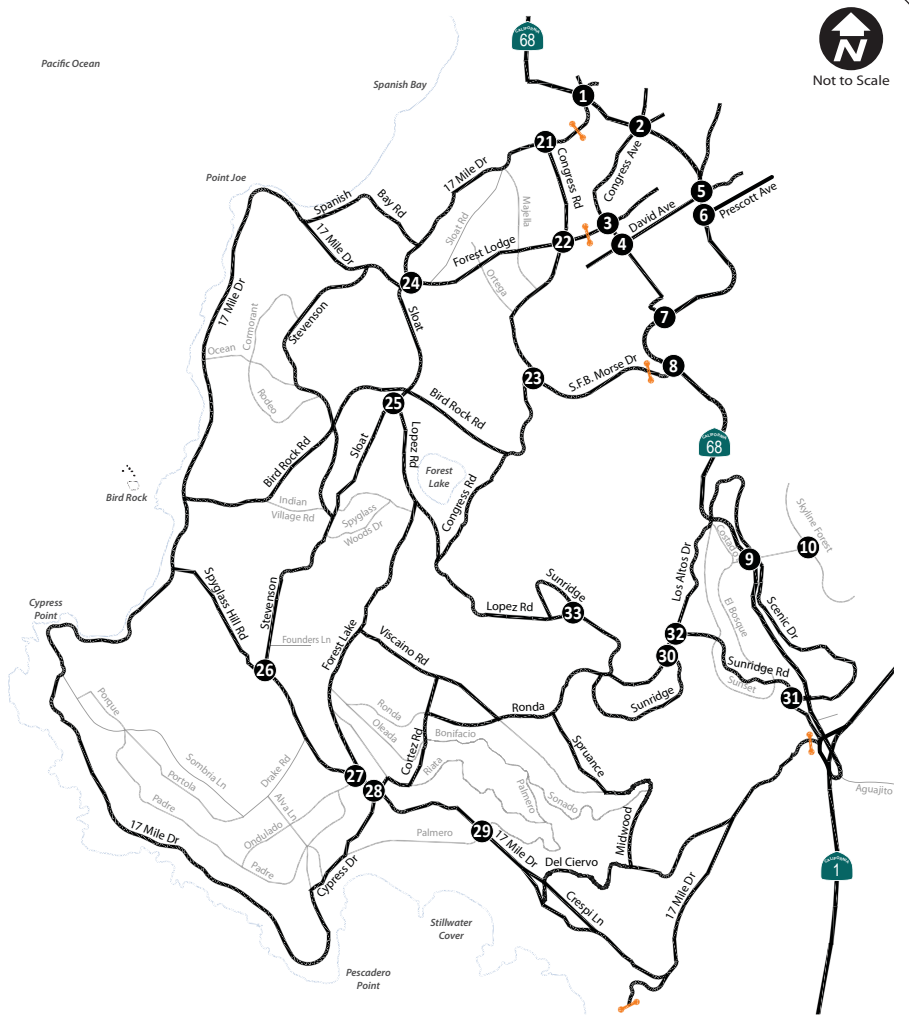 CALIFORNIA
68
N
Not to Scale
Pacific Ocean
Spanish Bay
1
2
21
17 Mile Dr
Congress Rd
Congress Ave
5
Point Joe
Spanish
Bay Rd
Sloat Rd
Majella
3
David Ave
6
Prescott Ave
17 Mile Dr
Forest Lodge
22
4
24
Ortega
17 Mile Dr
Cormorant
Stevenson
Sloat
7
Ocean
S.F.B. Morse Dr
8
23
Rodeo
25
Bird Rock Rd
Bird Rock Rd
Sloat
Lopez Rd
CALIFORNIA
68
Forest
Lake
Bird Rock
Indian
Village Rd
Spyglass
Woods Dr
Congress Rd
Skyline Forest
Costado
9
10
Los Altos Dr
Cypress
Point
Spyglass Hill Rd
Stevenson
Sunridge
Lopez Rd
33
El Bosque
Scenic Dr
Founders Ln
Forest Lake
Viscaino Rd
32
30
26
Sunridge Rd
Sunset
31
Sunridge
Porque
Ronda
Oleada
Ronda
Bonifacio
Cortez Rd
Sombria Ln
Drake Rd
Riata
Spruance
Portola
Padre
27
28
Palmero
Sonado
Aguajito
Alva Ln
Ondulado
17 Mile Dr
Padre
Palmero
29
17 Mile Dr
Midwood
Del Ciervo
CALIFORNIA
1
Cypress Dr
Crespi Ln
17 Mile Dr
Stillwater
Cover
Pescadero
Point